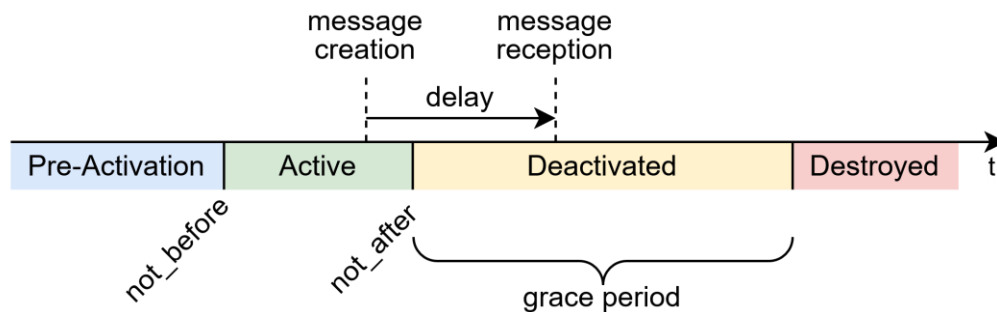 message
creation
message
reception
delay
Pre-Activation
Active
Deactivated
Destroyed
t
not_before
not_after
grace period